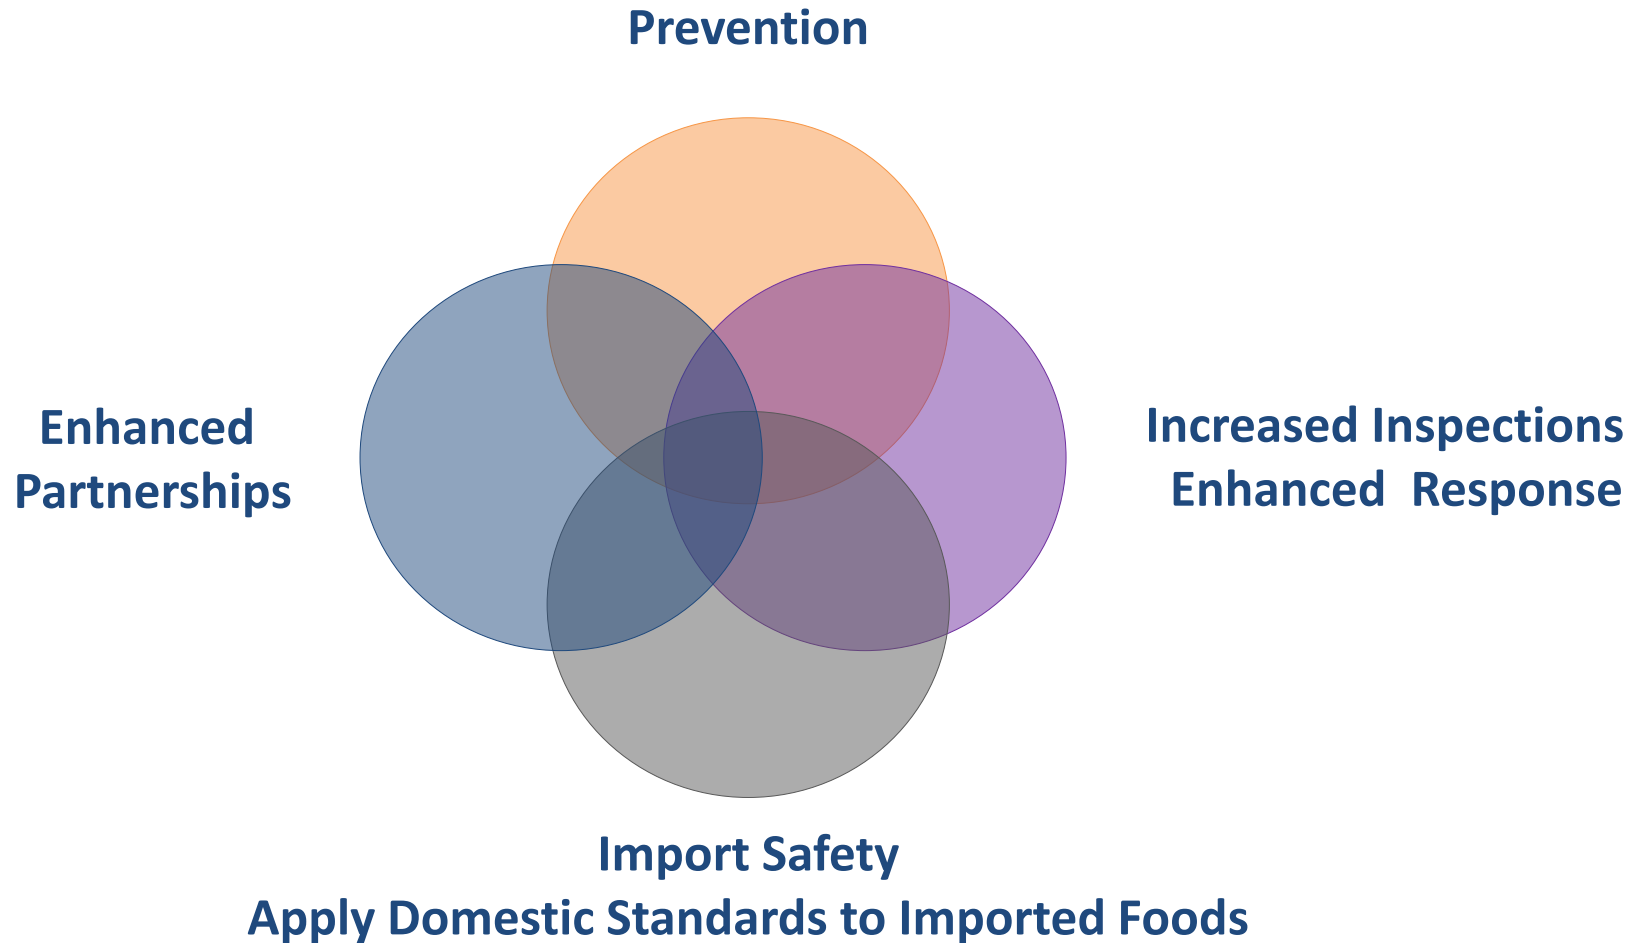 Prevention
Enhanced
Partnerships
Increased Inspections
Enhanced Response
Import Safety
Apply Domestic Standards to Imported Foods